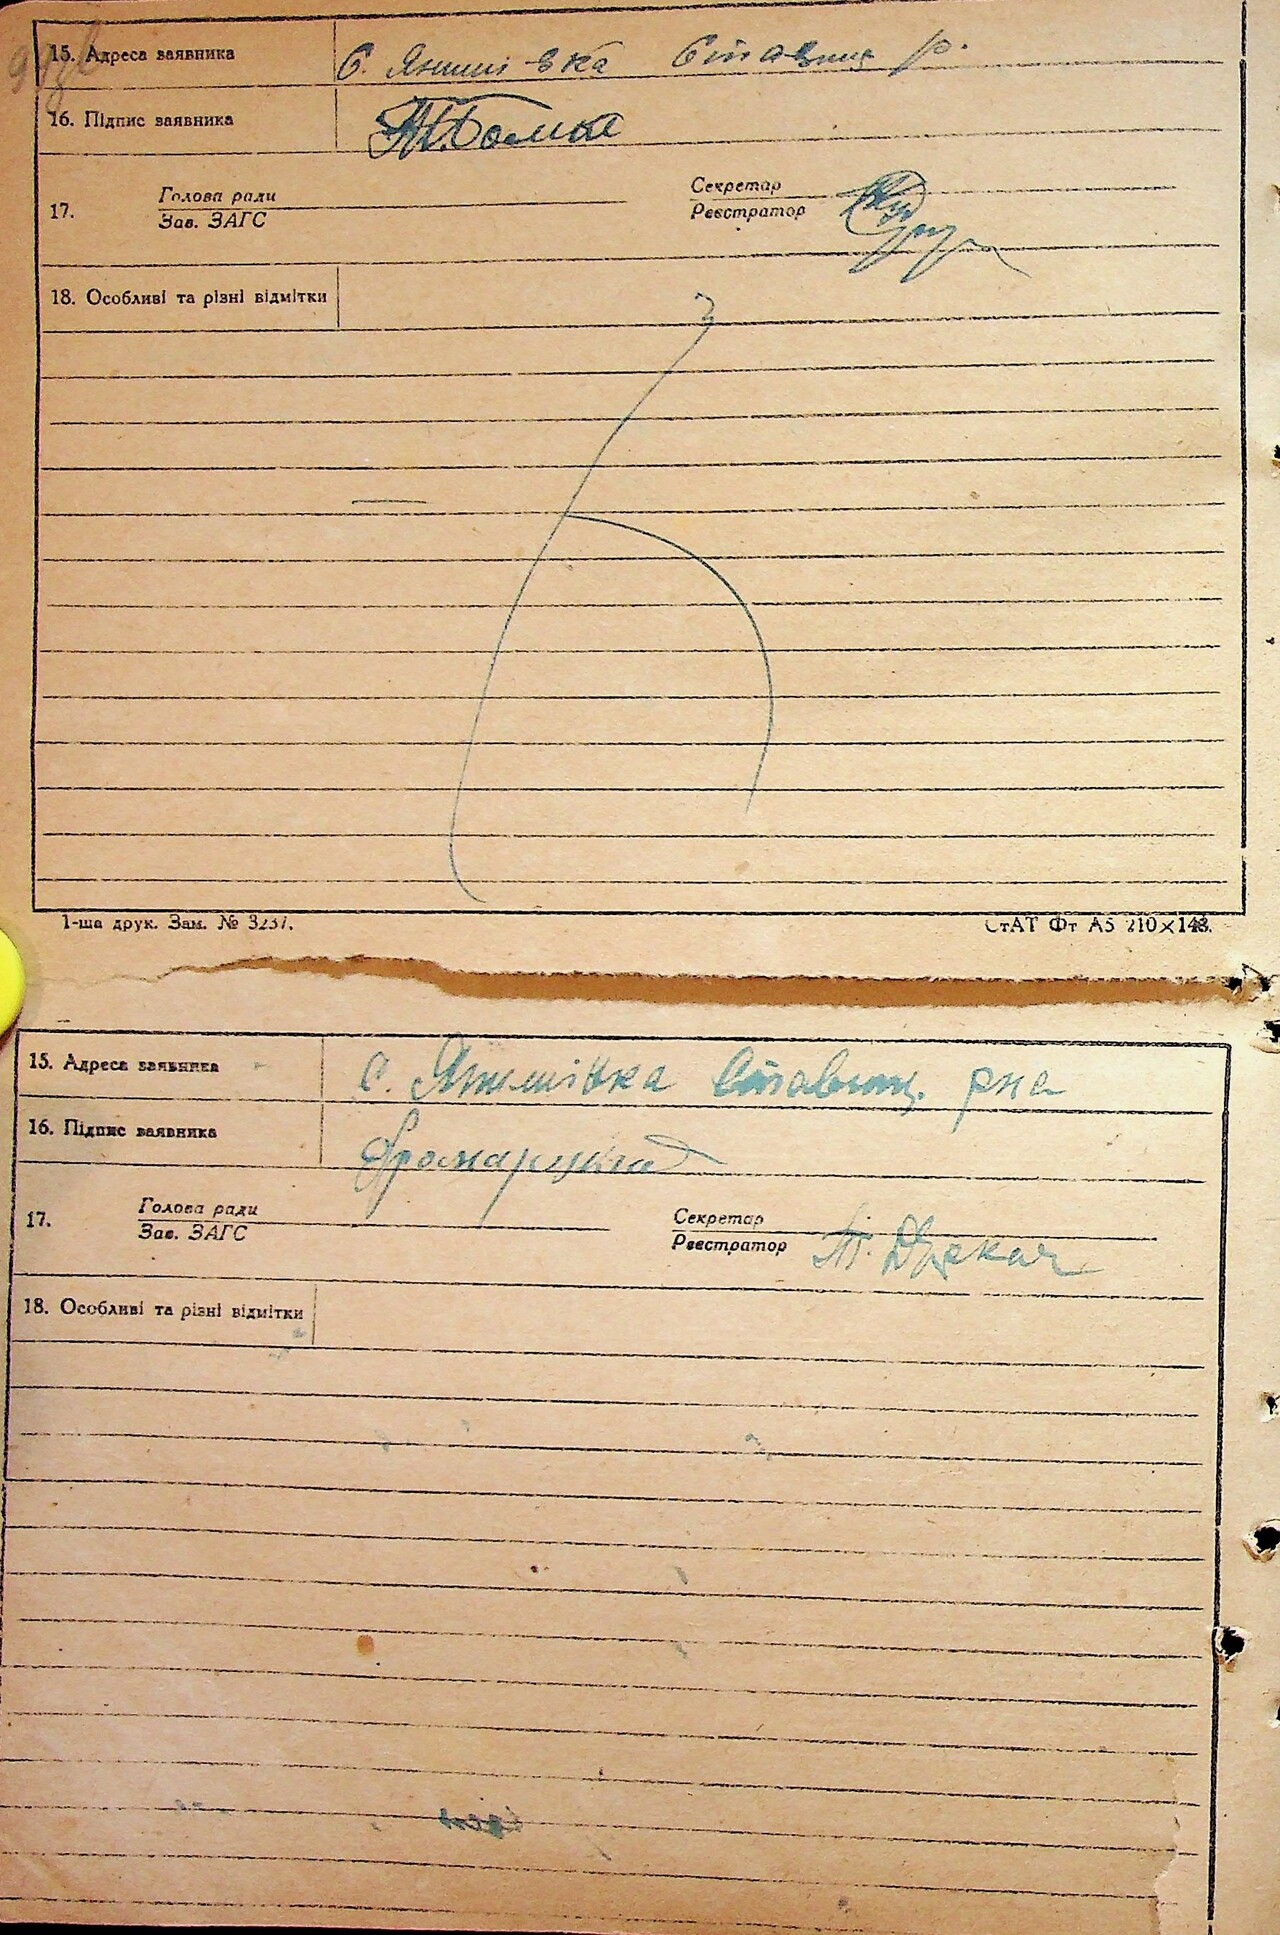 15. Адреса заявника с. Янишівка Ставищ р.
16. Підпис заявника
17. Голова ради Секретар
Зав. ЗАГС Реєстратор
18. Особливі та різні відмітки
1-ша друк. Зам. № 3237. СтАТ Фт А5 210×148.
15. Адреса заявника с. Янишівка Ставищ. рна
16. Підпис заявника
17. Голова ради Секретар
Зав. ЗАГС Реєстратор
18. Особливі та різні відмітки